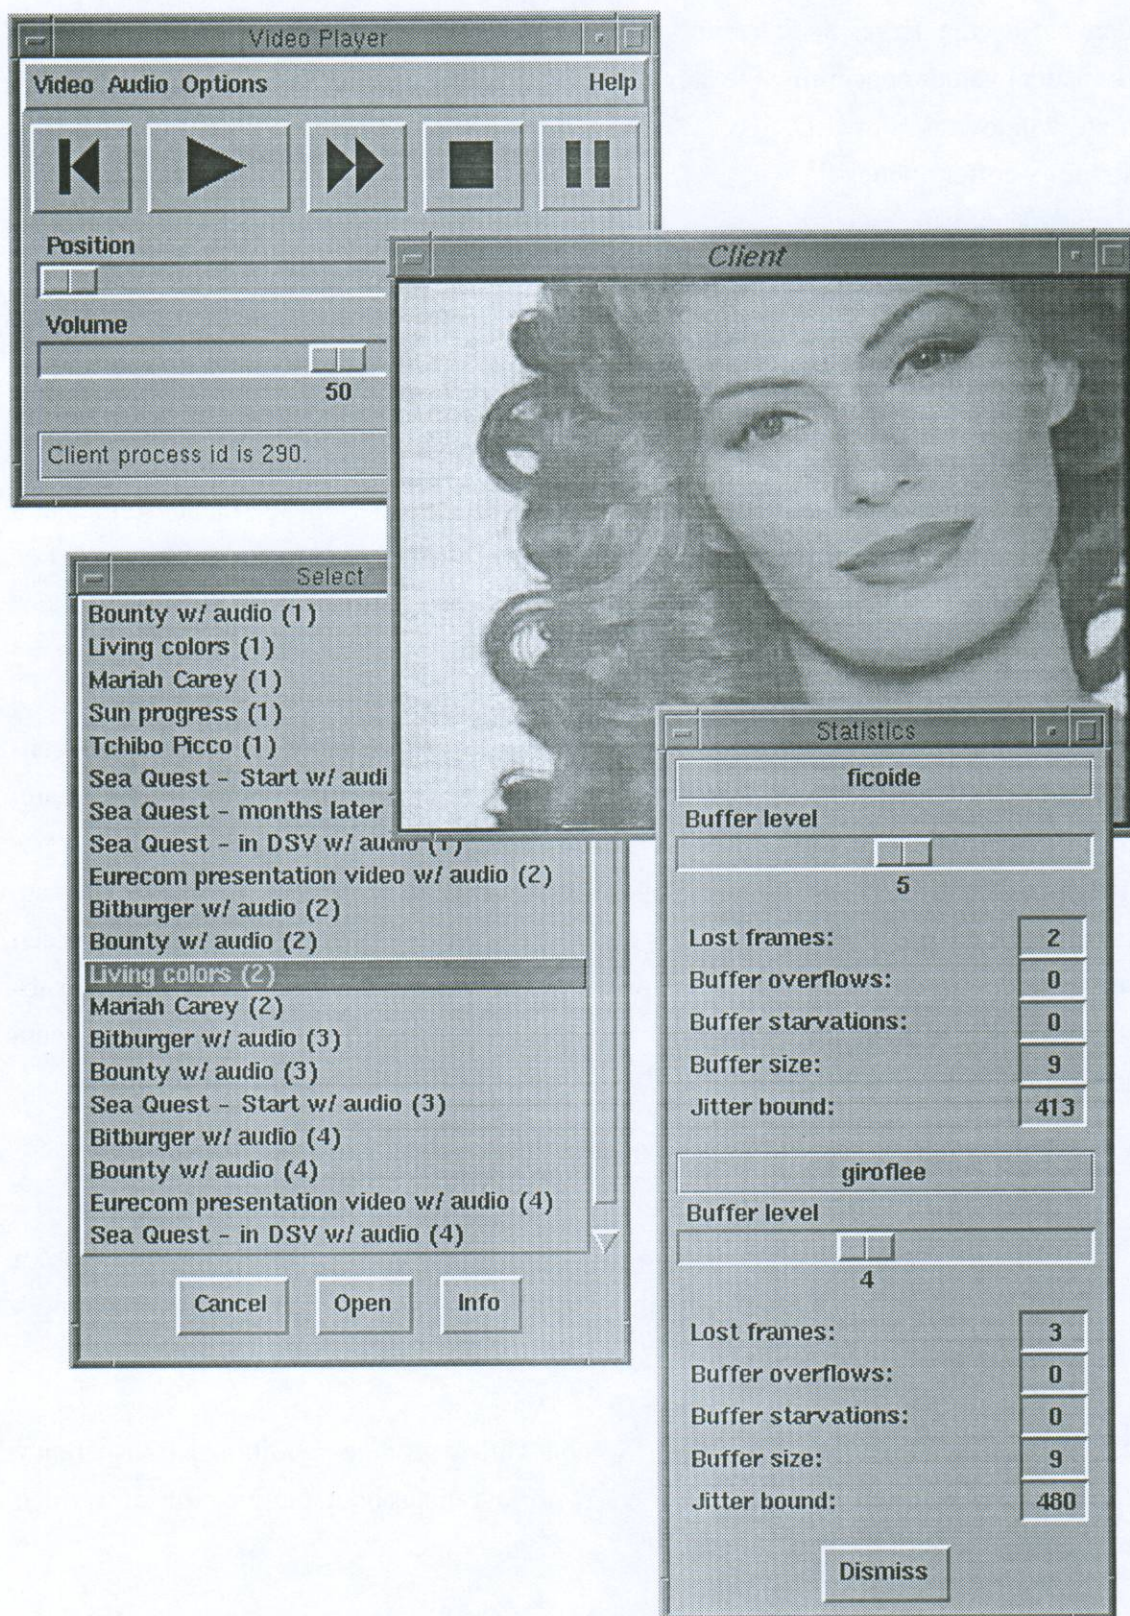 Video Player
Video Audio Options Help
Position
Volume
50
Client process id is 290.
Client
Select
Bounty w/ audio (1)
Living colors (1)
Mariah Carey (1)
Sun progress (1)
Tchibo Picco (1)
Sea Quest - Start w/ audi
Sea Quest - months later
Sea Quest - in DSV w/ audio (1)
Eurecom presentation video w/ audio (2)
Bitburger w/ audio (2)
Bounty w/ audio (2)
Living colors (2)
Mariah Carey (2)
Bitburger w/ audio (3)
Bounty w/ audio (3)
Sea Quest - Start w/ audio (3)
Bitburger w/ audio (4)
Bounty w/ audio (4)
Eurecom presentation video w/ audio (4)
Sea Quest - in DSV w/ audio (4)
Cancel Open Info
Statistics
ficoide
Buffer level
5
Lost frames: 2
Buffer overflows: 0
Buffer starvations: 0
Buffer size: 9
Jitter bound: 413
giroflee
Buffer level
4
Lost frames: 3
Buffer overflows: 0
Buffer starvations: 0
Buffer size: 9
Jitter bound: 480
Dismiss